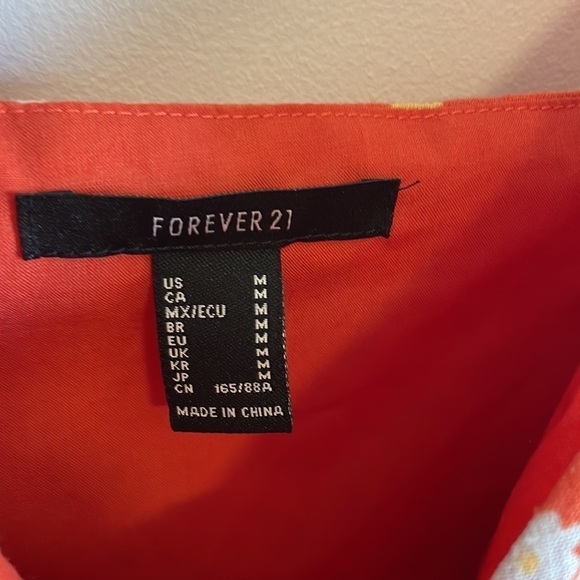 FOREVER 21
US M
CA M
MX/ECU M
BR M
EU M
UK M
KR M
JP M
CN 165/88A
MADE IN CHINA